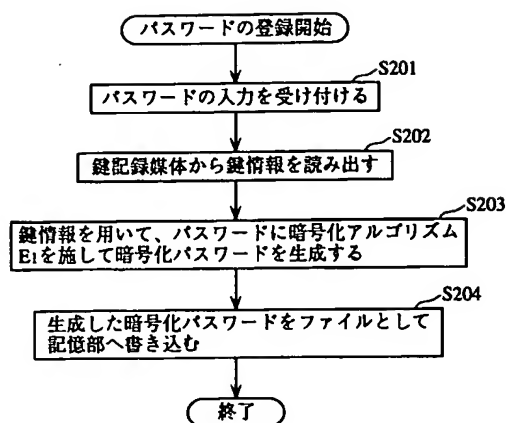 パスワードの登録開始
S201
パスワードの入力を受け付ける
S202
鍵記録媒体から鍵情報を読み出す
S203
鍵情報を用いて、パスワードに暗号化アルゴリズム
E1を施して暗号化パスワードを生成する
S204
生成した暗号化パスワードをファイルとして
記憶部へ書き込む
終了